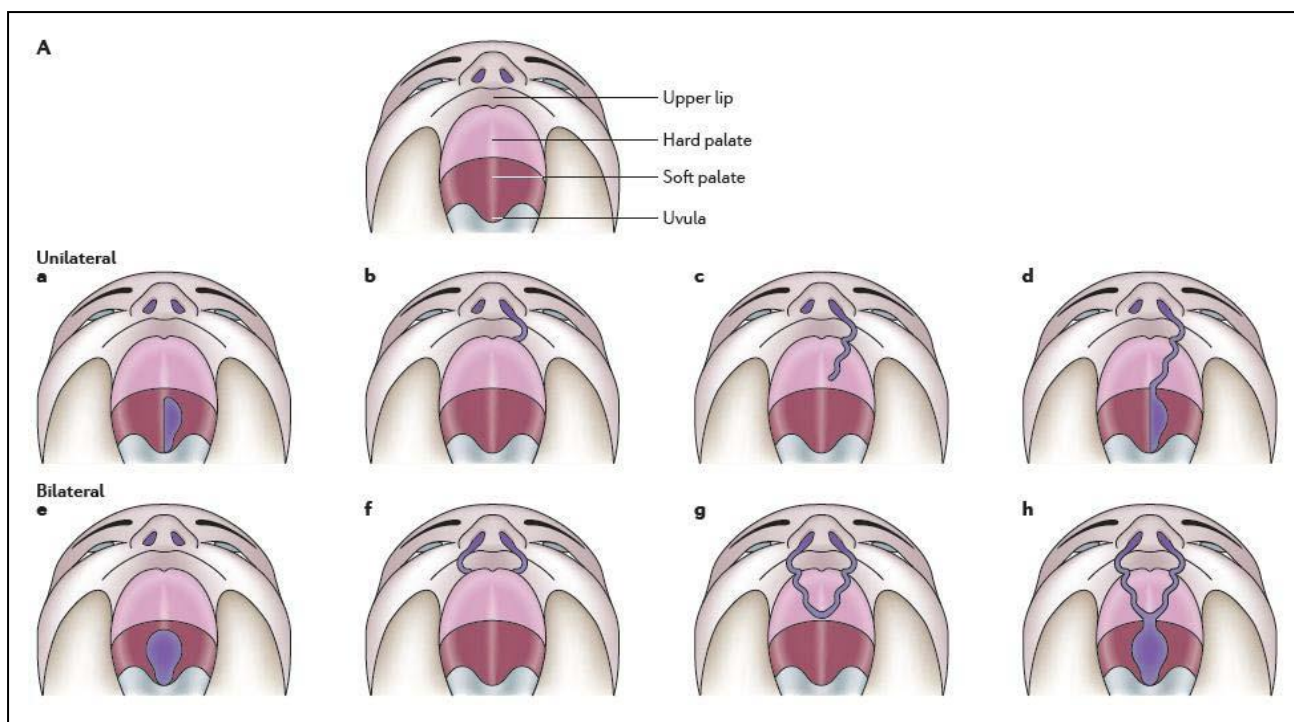 A
Upper lip
Hard palate
Soft palate
Uvula
Unilateral
a
b
c
d
Bilateral
e
f
g
h